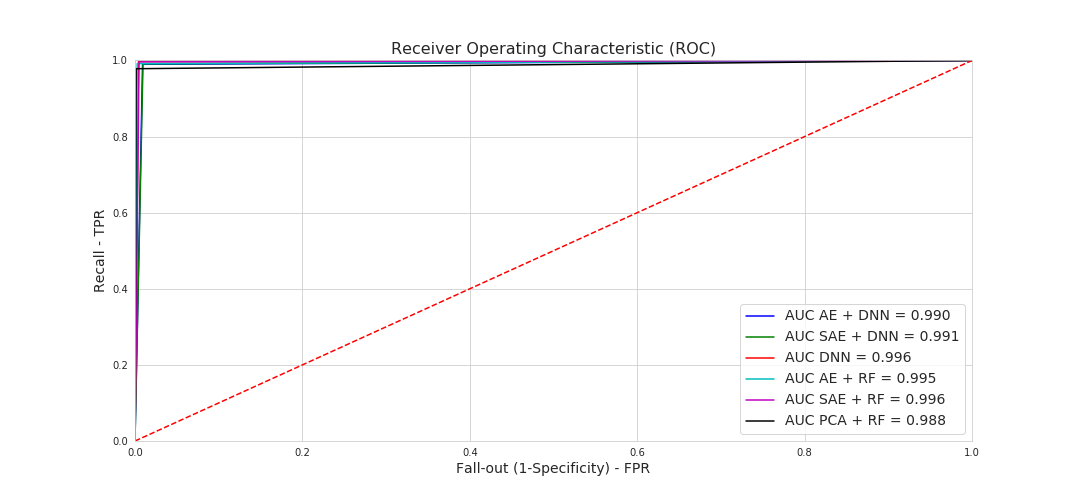 Receiver Operating Characteristic (ROC)
1.0
0.8
0.6
0.4
0.2
0.0
Recall - TPR
0.0 0.2 0.4 0.6 0.8 1.0
Fall-out (1-Specificity) - FPR
AUC AE + DNN = 0.990
AUC SAE + DNN = 0.991
AUC DNN = 0.996
AUC AE + RF = 0.995
AUC SAE + RF = 0.996
AUC PCA + RF = 0.988